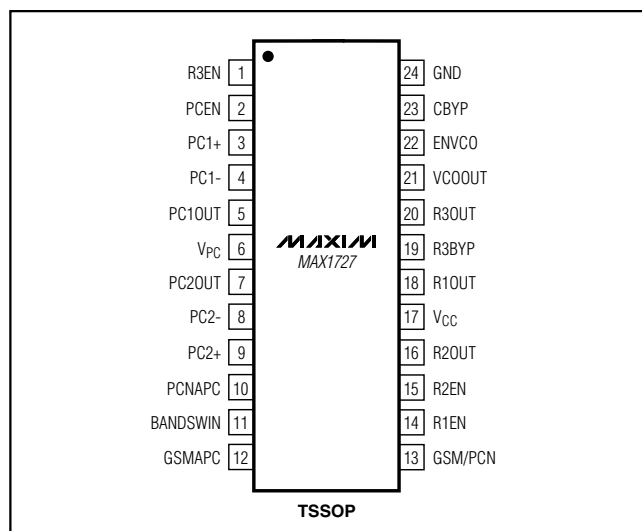 R3EN 1
PCEN 2
PC1+ 3
PC1- 4
PC1OUT 5
VPC 6
PC2OUT 7
PC2- 8
PC2+ 9
PCNAPC 10
BANDSWIN 11
GSMAPC 12
MAXIM
MAX1727
24 GND
23 CBYP
22 ENVCO
21 VCOOUT
20 R3OUT
19 R3BYP
18 R1OUT
17 VCC
16 R2OUT
15 R2EN
14 R1EN
13 GSM/PCN
TSSOP